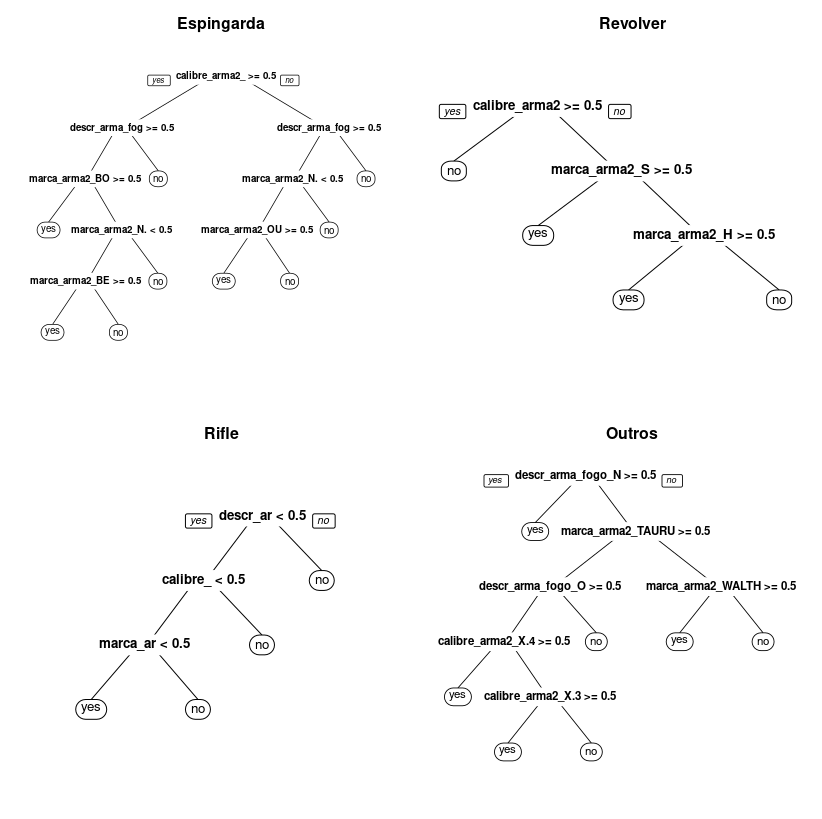 Espingarda
yes calibre_arma2_ >= 0.5 no
descr_arma_fog >= 0.5 descr_arma_fog >= 0.5
marca_arma2_BO >= 0.5 no marca_arma2_N. < 0.5 no
yes marca_arma2_N. < 0.5 marca_arma2_OU >= 0.5 no
marca_arma2_BE >= 0.5 no yes no
yes no
Revolver
yes calibre_arma2 >= 0.5 no
no marca_arma2_S >= 0.5
yes marca_arma2_H >= 0.5
yes no
Rifle
yes descr_ar < 0.5 no
calibre_ < 0.5 no
marca_ar < 0.5 no
yes no
Outros
yes descr_arma_fogo_N >= 0.5 no
yes marca_arma2_TAURU >= 0.5
descr_arma_fogo_O >= 0.5 marca_arma2_WALTH >= 0.5
calibre_arma2_X.4 >= 0.5 no yes no
yes calibre_arma2_X.3 >= 0.5
yes no